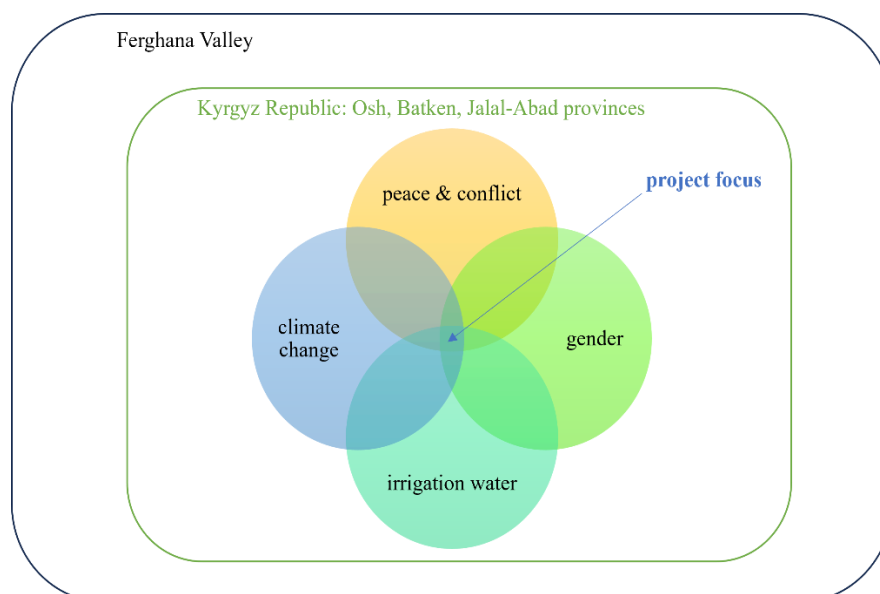 Ferghana Valley
Kyrgyz Republic: Osh, Batken, Jalal-Abad provinces
project focus
peace & conflict
climate
change
gender
irrigation water